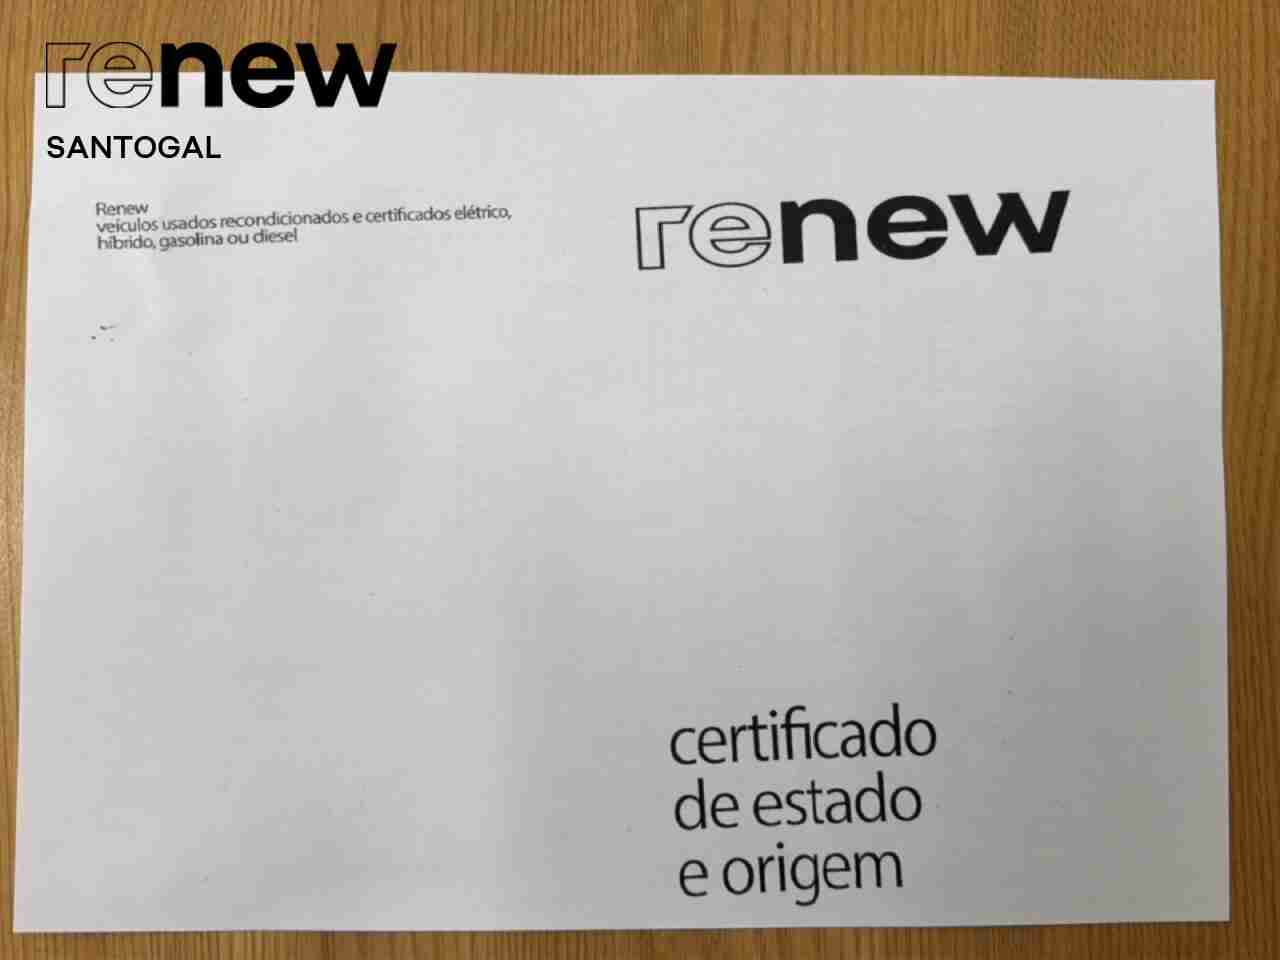 renew
SANTOGAL
Renew
veículos usados recondicionados e certificados elétrico,
híbrido, gasolina ou diesel
renew
certificado
de estado
e origem